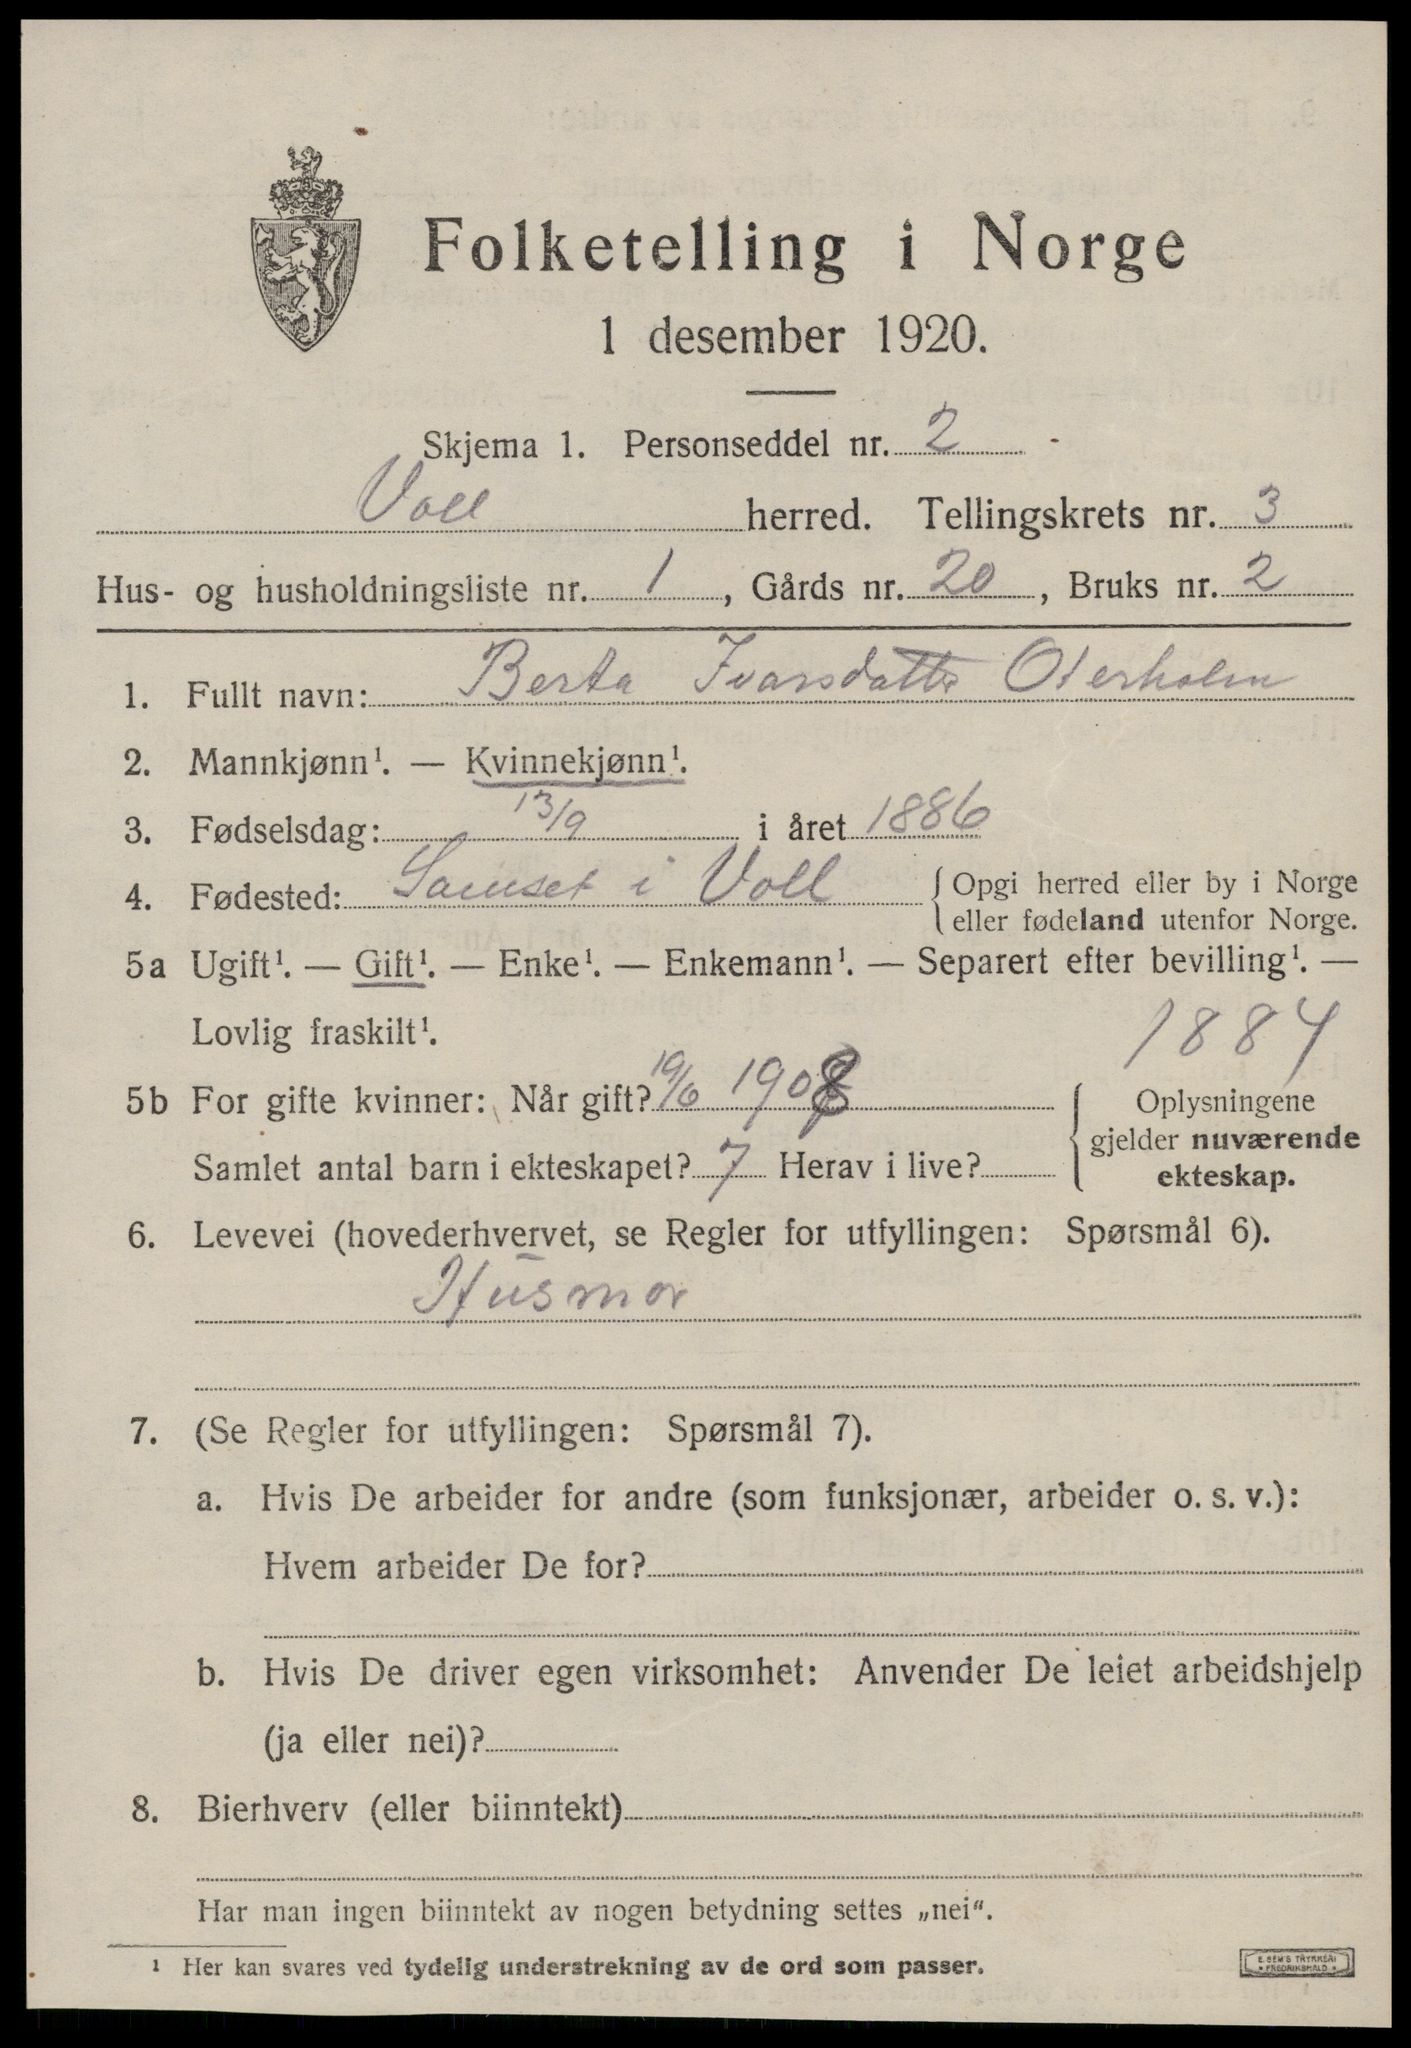 Folketelling i Norge
1 desember 1920.
Skjema 1. Personseddel nr. 2
Voll herred. Tellingskrets nr. 3
Hus- og husholdningsliste nr. 1, Gårds nr. 20, Bruks nr. 2
1. Fullt navn: Berta Ivarsdatter Oterholm
2. Mannkjønn¹. — Kvinnekjønn¹.
3. Fødselsdag: 13/9 i året 1886
4. Fødested: Samset i Voll {Opgi herred eller by i Norge
eller fødeland utenfor Norge.
5a Ugift¹. — Gift¹. — Enke¹. — Enkemann¹. — Separert efter bevilling¹. —
Lovlig fraskilt¹. 1884
5b For gifte kvinner: Når gift? 19/6 1908 { Oplysningene
gjelder nuværende
Samlet antal barn i ekteskapet? 7 Herav i live?
ekteskap.
6. Levevei (hovederhvervet, se Regler for utfyllingen: Spørsmål 6).
Husmor
7. (Se Regler for utfyllingen: Spørsmål 7).
a. Hvis De arbeider for andre (som funksjonær, arbeider o. s. v.):
Hvem arbeider De for?
b. Hvis De driver egen virksomhet: Anvender De leiet arbeidshjelp
(ja eller nei)?
8. Bierhverv (eller biinntekt)
Har man ingen biinntekt av nogen betydning settes „nei“.
¹ Her kan svares ved tydelig understrekning av de ord som passer.
E. SEM'S TRYKKERI
• FREDRIKSHALD •